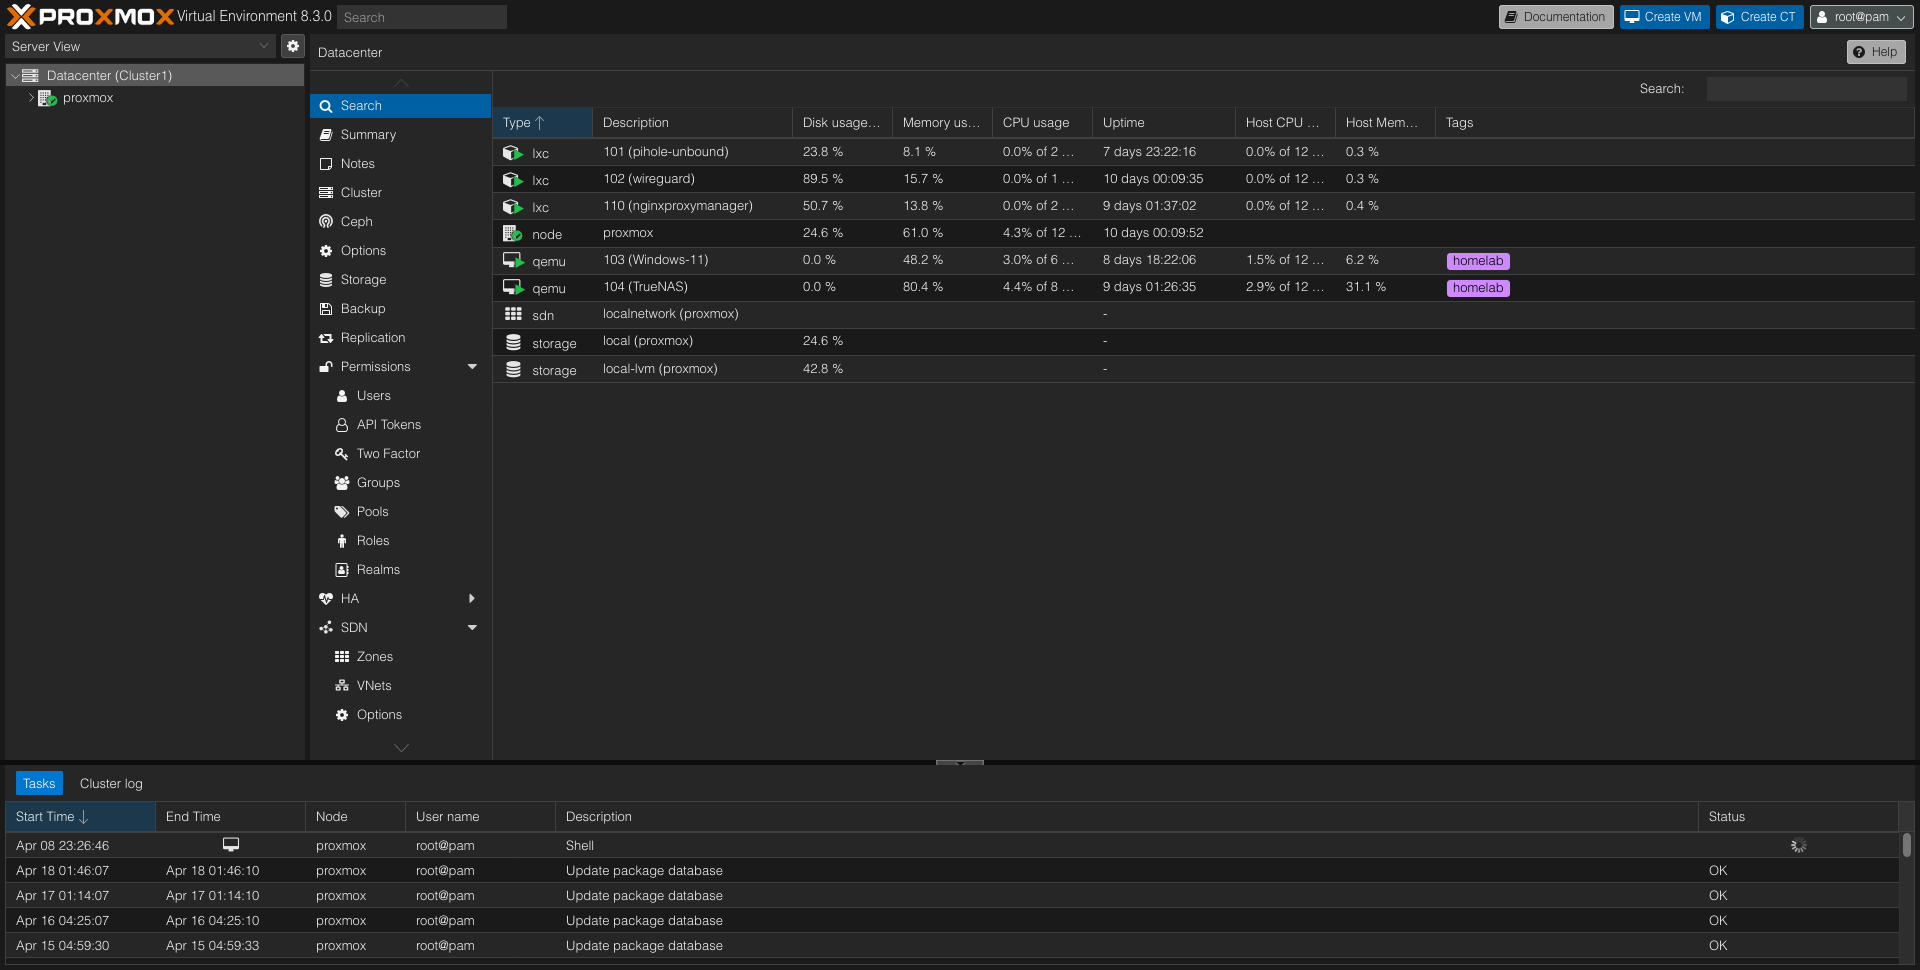 PROXMOX Virtual Environment 8.3.0 Search Documentation Create VM Create CT root@pam
Server View
Datacenter (Cluster1)
proxmox
Datacenter Help
Search
Summary
Notes
Cluster
Ceph
Options
Storage
Backup
Replication
Permissions
Users
API Tokens
Two Factor
Groups
Pools
Roles
Realms
HA
SDN
Zones
VNets
Options
Search:
Type Description Disk usage... Memory us... CPU usage Uptime Host CPU ... Host Mem... Tags
lxc 101 (pihole-unbound) 23.8 % 8.1 % 0.0% of 2 ... 7 days 23:22:16 0.0% of 12 ... 0.3 %
lxc 102 (wireguard) 89.5 % 15.7 % 0.0% of 1 ... 10 days 00:09:35 0.0% of 12 ... 0.3 %
lxc 110 (nginxproxymanager) 50.7 % 13.8 % 0.0% of 2 ... 9 days 01:37:02 0.0% of 12 ... 0.4 %
node proxmox 24.6 % 61.0 % 4.3% of 12 ... 10 days 00:09:52
qemu 103 (Windows-11) 0.0 % 48.2 % 3.0% of 6 ... 8 days 18:22:06 1.5% of 12 ... 6.2 % homelab
qemu 104 (TrueNAS) 0.0 % 80.4 % 4.4% of 8 ... 9 days 01:26:35 2.9% of 12 ... 31.1 % homelab
sdn localnetwork (proxmox) -
storage local (proxmox) 24.6 % -
storage local-lvm (proxmox) 42.8 % -
Tasks Cluster log
Start Time End Time Node User name Description Status
Apr 08 23:26:46 proxmox root@pam Shell
Apr 18 01:46:07 Apr 18 01:46:10 proxmox root@pam Update package database OK
Apr 17 01:14:07 Apr 17 01:14:10 proxmox root@pam Update package database OK
Apr 16 04:25:07 Apr 16 04:25:10 proxmox root@pam Update package database OK
Apr 15 04:59:30 Apr 15 04:59:33 proxmox root@pam Update package database OK